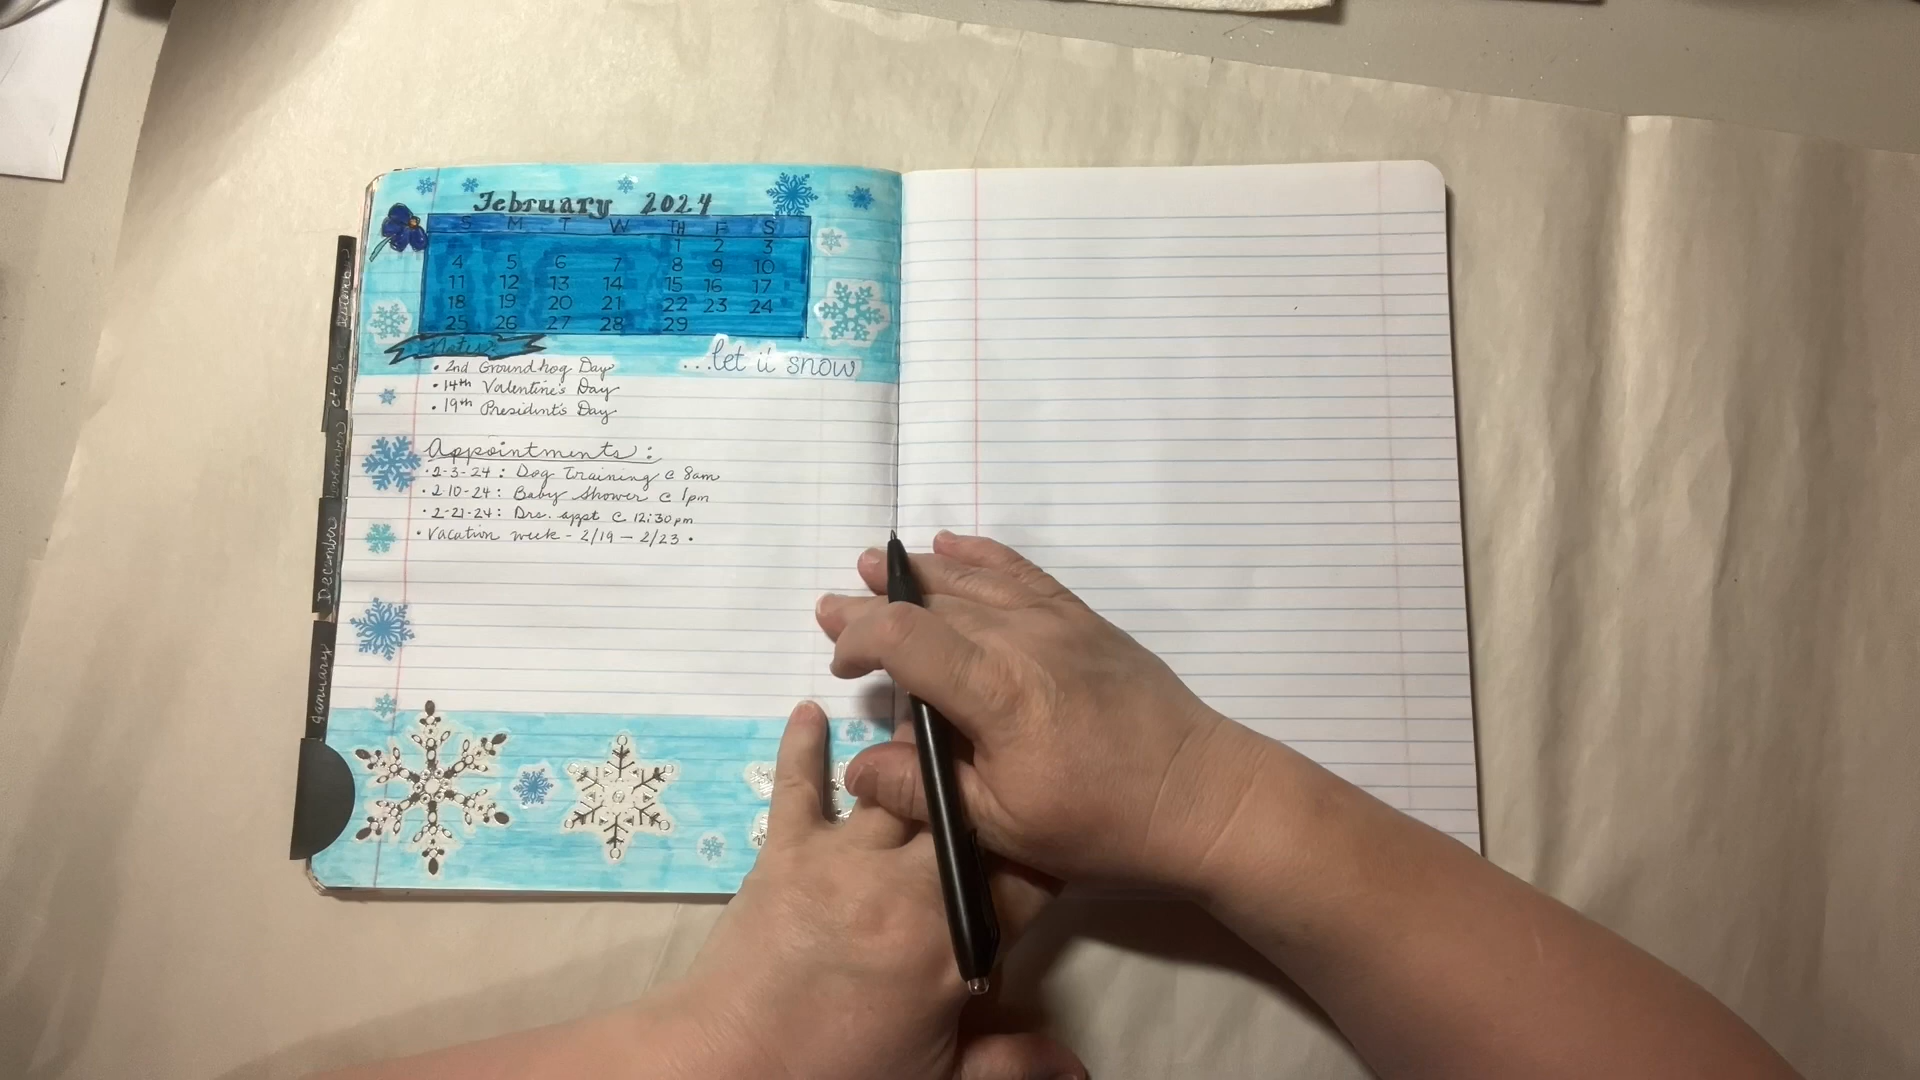 February 2024
S M T W TH F S
1 2 3
4 5 6 7 8 9 10
11 12 13 14 15 16 17
18 19 20 21 22 23 24
25 26 27 28 29
Notes:
...let it snow
• 2nd Groundhog Day
• 14th Valentine's Day
• 19th President's Day
Appointments:
• 2-3-24: Dog Training @ 8am
• 2-10-24: Baby Shower @ 1pm
• 2-21-24: Drs. appt @ 12:30pm
• Vacation week - 2/19 — 2/23 •
December
January